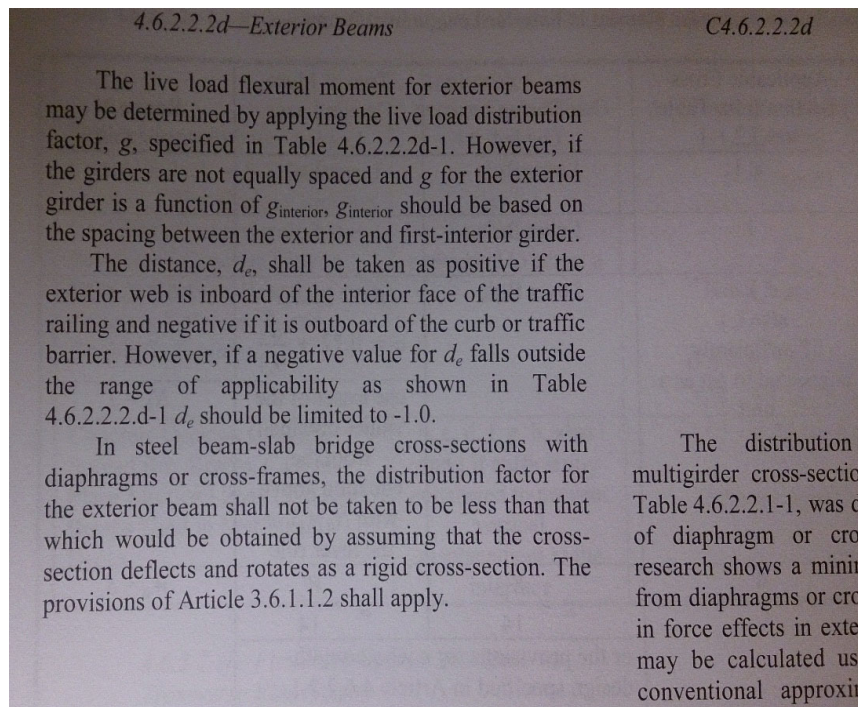 4.6.2.2.2d—Exterior Beams
The live load flexural moment for exterior beams
may be determined by applying the live load distribution
factor, g, specified in Table 4.6.2.2.2d-1. However, if
the girders are not equally spaced and g for the exterior
girder is a function of ginterior, ginterior should be based on
the spacing between the exterior and first-interior girder.
The distance, de, shall be taken as positive if the
exterior web is inboard of the interior face of the traffic
railing and negative if it is outboard of the curb or traffic
barrier. However, if a negative value for de falls outside
the range of applicability as shown in Table
4.6.2.2.2.d-1 de should be limited to -1.0.
In steel beam-slab bridge cross-sections with
diaphragms or cross-frames, the distribution factor for
the exterior beam shall not be taken to be less than that
which would be obtained by assuming that the cross-
section deflects and rotates as a rigid cross-section. The
provisions of Article 3.6.1.1.2 shall apply.
C4.6.2.2.2d
The distribution
multigirder cross-sectio
Table 4.6.2.2.1-1, was
of diaphragm or cro
research shows a mini
from diaphragms or cro
in force effects in exte
may be calculated us
conventional approxi